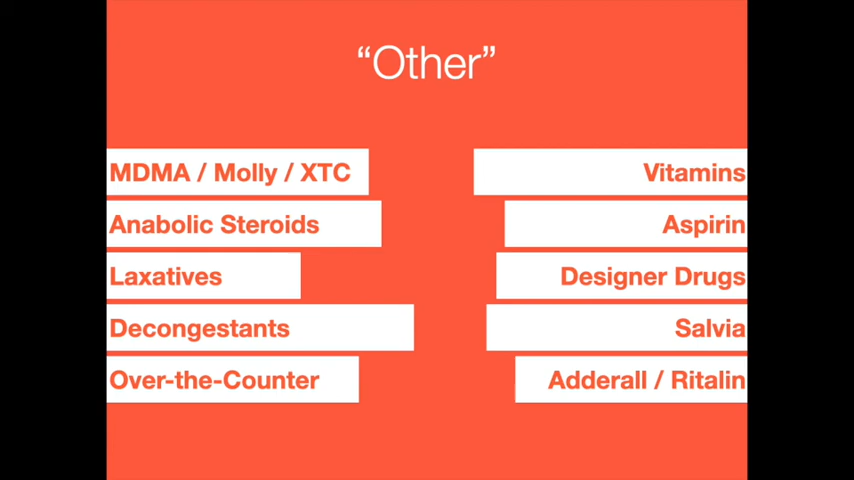 “Other”
MDMA / Molly / XTC
Vitamins
Anabolic Steroids
Aspirin
Laxatives
Designer Drugs
Decongestants
Salvia
Over-the-Counter
Adderall / Ritalin